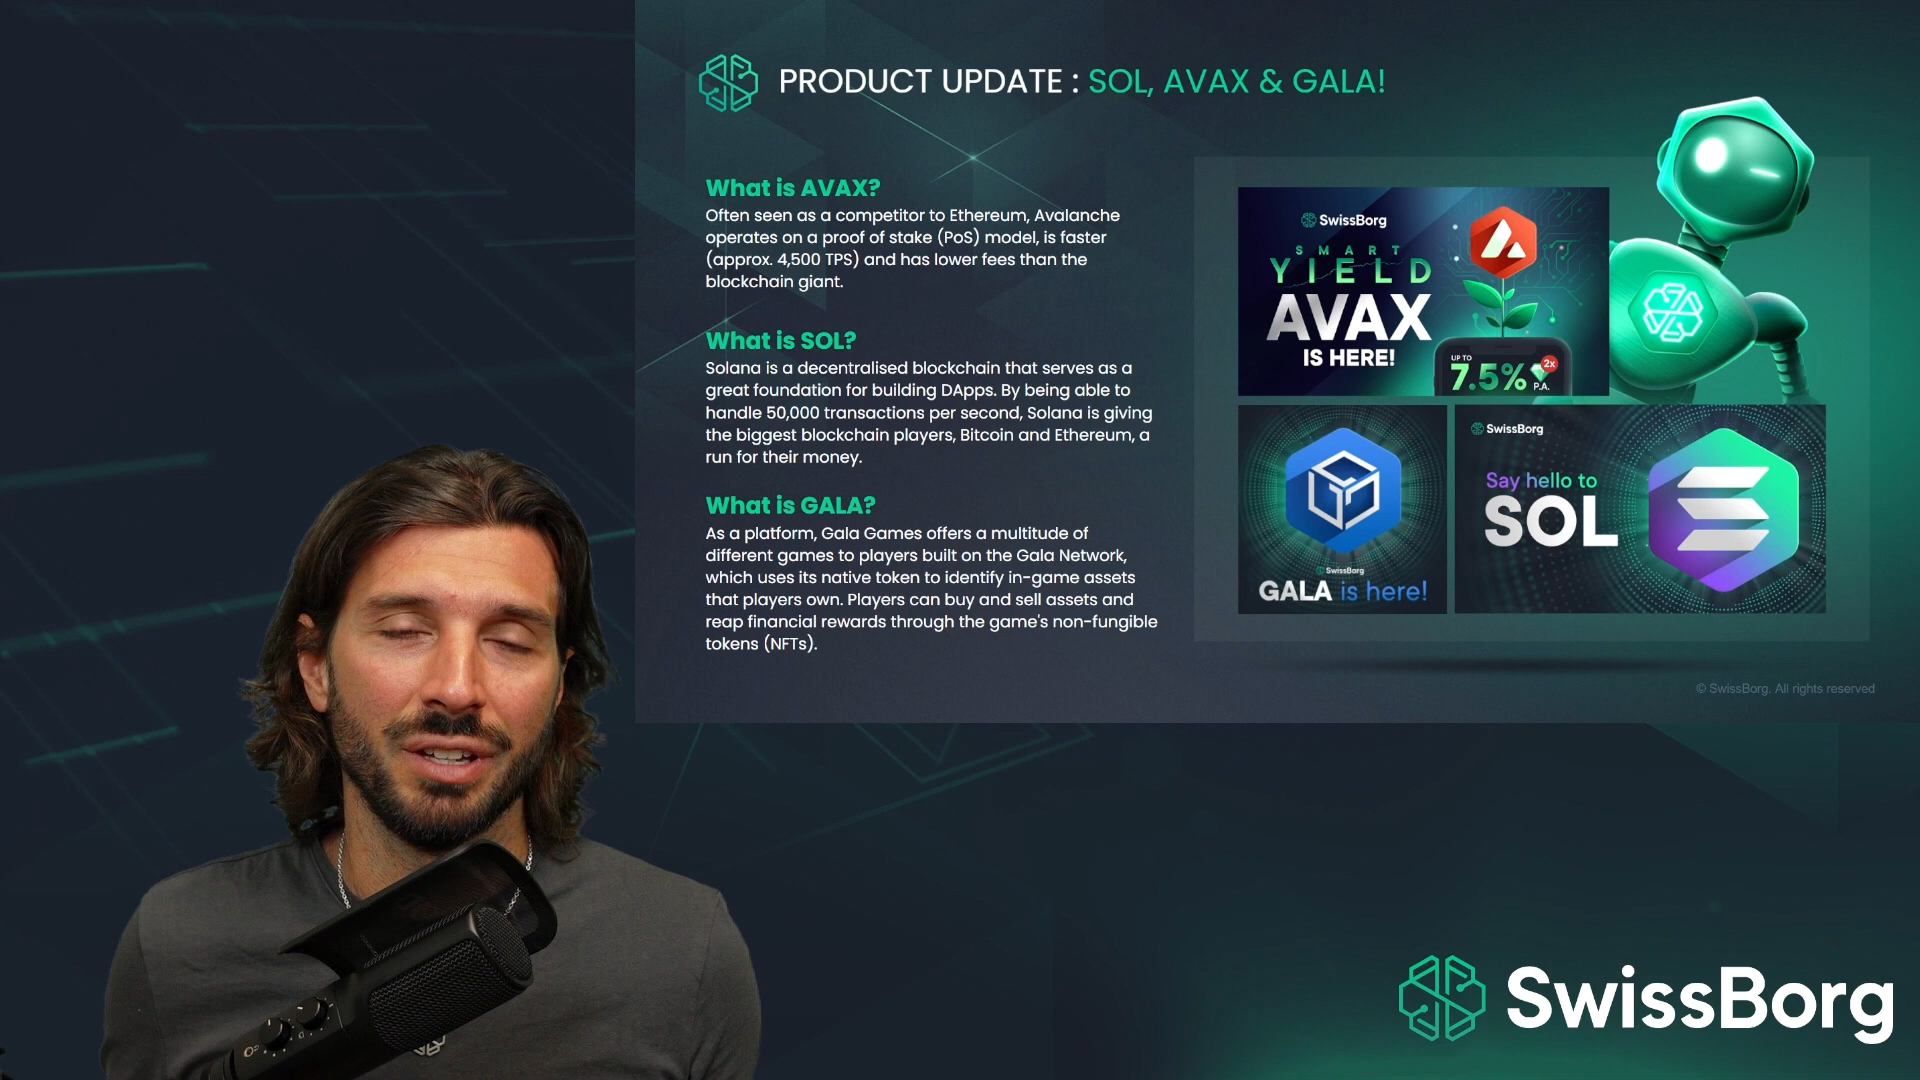 PRODUCT UPDATE : SOL, AVAX & GALA!
What is AVAX?
Often seen as a competitor to Ethereum, Avalanche
operates on a proof of stake (PoS) model, is faster
(approx. 4,500 TPS) and has lower fees than the
blockchain giant.
What is SOL?
Solana is a decentralised blockchain that serves as a
great foundation for building DApps. By being able to
handle 50,000 transactions per second, Solana is giving
the biggest blockchain players, Bitcoin and Ethereum, a
run for their money.
What is GALA?
As a platform, Gala Games offers a multitude of
different games to players built on the Gala Network,
which uses its native token to identify in-game assets
that players own. Players can buy and sell assets and
reap financial rewards through the game's non-fungible
tokens (NFTs).
SwissBorg
SMART
YIELD
AVAX
IS HERE!
UP TO
7.5%
2x
P.A.
SwissBorg
GALA is here!
SwissBorg
Say hello to
SOL
© SwissBorg. All rights reserved
SwissBorg